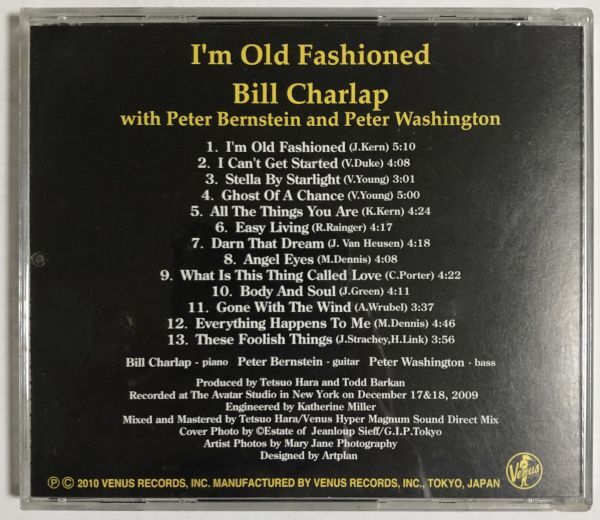 I'm Old Fashioned
Bill Charlap
with Peter Bernstein and Peter Washington
1. I'm Old Fashioned (J.Kern) 5:10
2. I Can't Get Started (V.Duke) 4:08
3. Stella By Starlight (V.Young) 3:01
4. Ghost Of A Chance (V.Young) 5:00
5. All The Things You Are (K.Kern) 4:24
6. Easy Living (R.Rainger) 4:17
7. Darn That Dream (J. Van Heusen) 4:18
8. Angel Eyes (M.Dennis) 4:08
9. What Is This Thing Called Love (C.Porter) 4:22
10. Body And Soul (J.Green) 4:11
11. Gone With The Wind (A.Wrubel) 3:37
12. Everything Happens To Me (M.Dennis) 4:46
13. These Foolish Things (J.Strachey,H.Link) 3:56
Bill Charlap - piano Peter Bernstein - guitar Peter Washington - bass
Produced by Tetsuo Hara and Todd Barkan
Recorded at The Avatar Studio in New York on December 17&18, 2009
Engineered by Katherine Miller
Mixed and Mastered by Tetsuo Hara/Venus Hyper Magnum Sound Direct Mix
Cover Photo by ©Estate of Jeanloup Sieff/G.I.P.Tokyo
Artist Photos by Mary Jane Photography
Designed by Artplan
Ⓟ © 2010 VENUS RECORDS, INC. MANUFACTURED BY VENUS RECORDS, INC., TOKYO, JAPAN
Venus